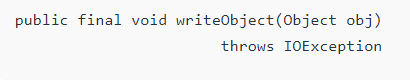 public final void writeObject(Object obj)
throws IOException